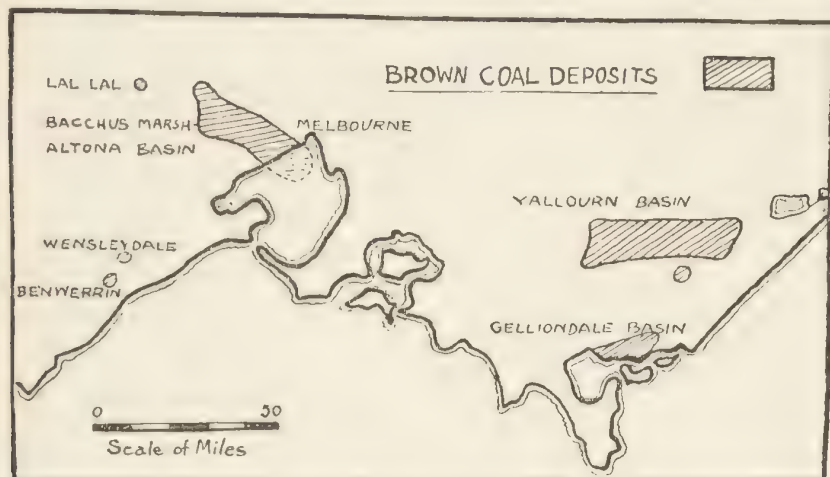 BROWN COAL DEPOSITS
LAL LAL
BACCHUS MARSH
ALTONA BASIN
MELBOURNE
YALLOURN BASIN
WENSLEYDALE
BENWERRIN
GELLIONDALE BASIN
0 50
Scale of Miles